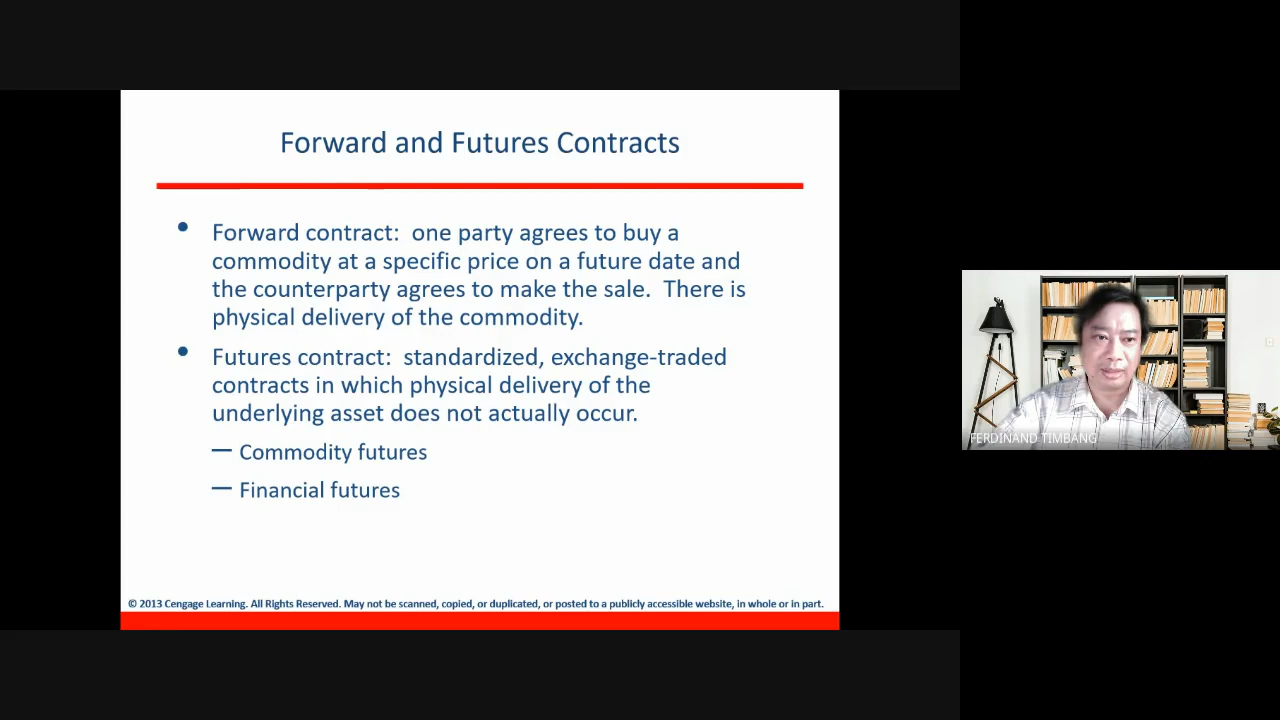 Forward and Futures Contracts
• Forward contract:  one party agrees to buy a
commodity at a specific price on a future date and
the counterparty agrees to make the sale.  There is
physical delivery of the commodity.
• Futures contract:  standardized, exchange-traded
contracts in which physical delivery of the
underlying asset does not actually occur.
— Commodity futures
— Financial futures
© 2013 Cengage Learning. All Rights Reserved. May not be scanned, copied, or duplicated, or posted to a publicly accessible website, in whole or in part.
FERDINAND TIMBANG